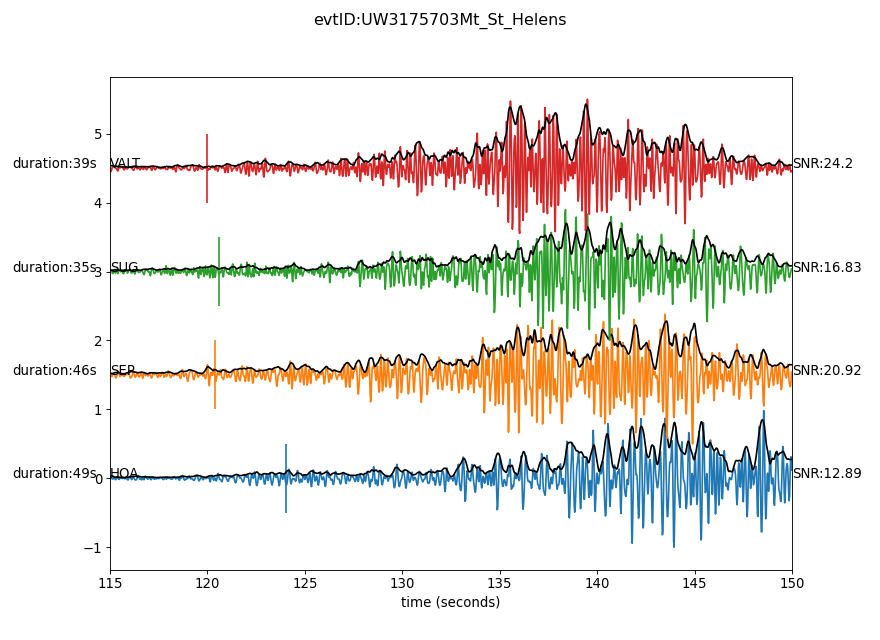 evtID:UW3175703Mt_St_Helens
5
duration:39s VALT SNR:24.2
4
duration:35s 3 SUG SNR:16.83
2
duration:46s SEP SNR:20.92
1
duration:49s 0 HOA SNR:12.89
−1
115 120 125 130 135 140 145 150
time (seconds)